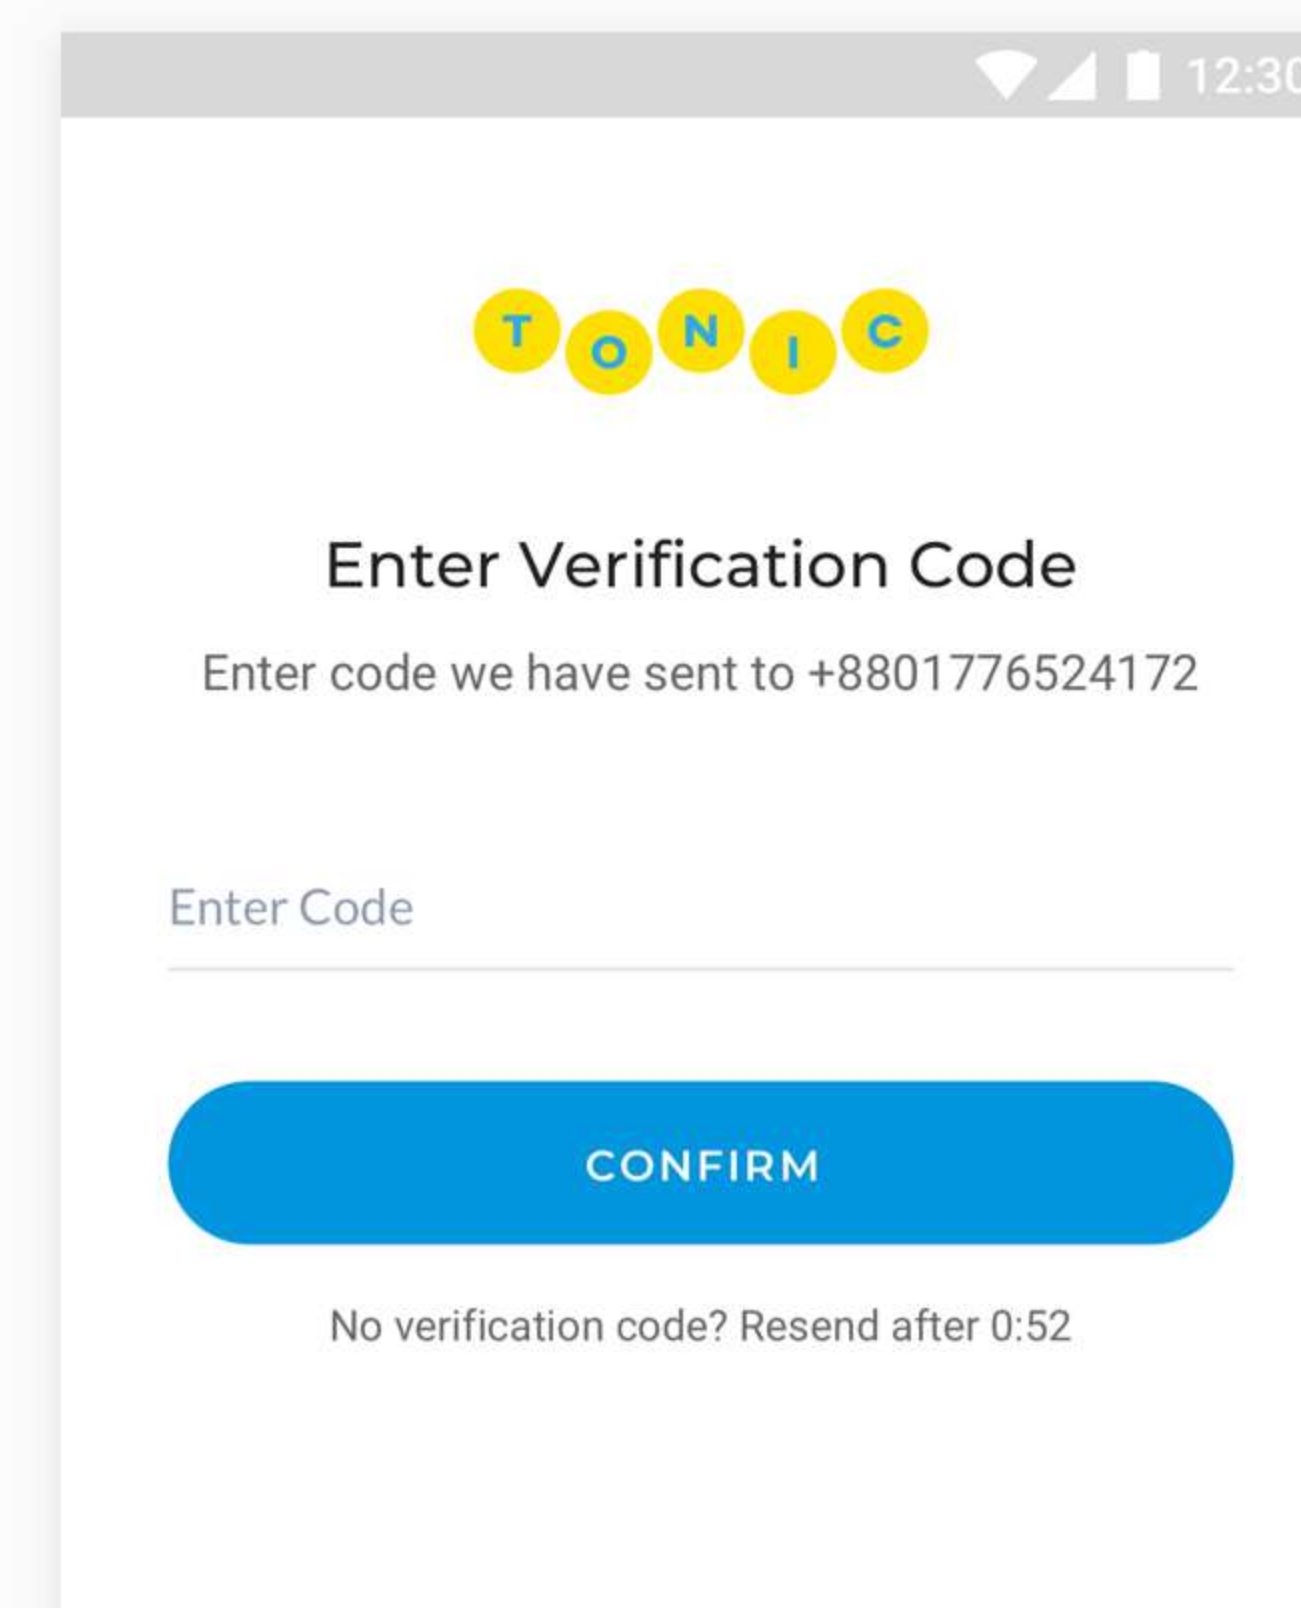 12:30
TONIC
Enter Verification Code
Enter code we have sent to +8801776524172
Enter Code
CONFIRM
No verification code? Resend after 0:52